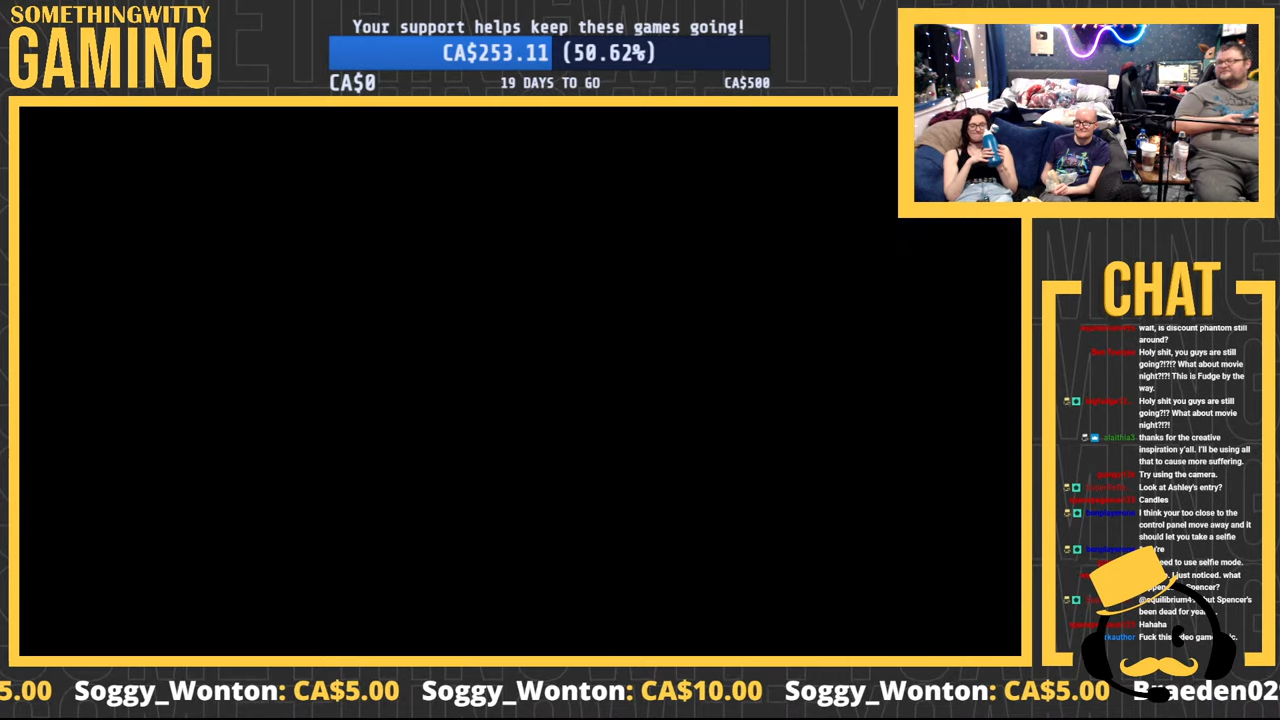 SOMETHINGWITTY
GAMING
Your support helps keep these games going!
CA$253.11 (50.62%)
CA$0
19 DAYS TO GO
CA$500
CHAT
wait, is discount phantom still
around?
Holy shit, you guys are still
going?!?!? What about movie
night?!?! This is Fudge by the
way.
Holy shit you guys are still
going?!? What about movie
night?!?!
alaithia3 thanks for the creative
inspiration y'all. I'll be using all
that to cause more suffering.
Try using the camera.
Look at Ashley's entry?
Candles
I think your too close to the
control panel move away and it
should let you take a selfie
need to use selfie mode.
I just noticed. what
Spencer?
but Spencer's
been dead for
Hahaha
Fuck this
5.00 Soggy_Wonton: CA$5.00 Soggy_Wonton: CA$10.00 Soggy_Wonton: CA$5.00 Braeden02